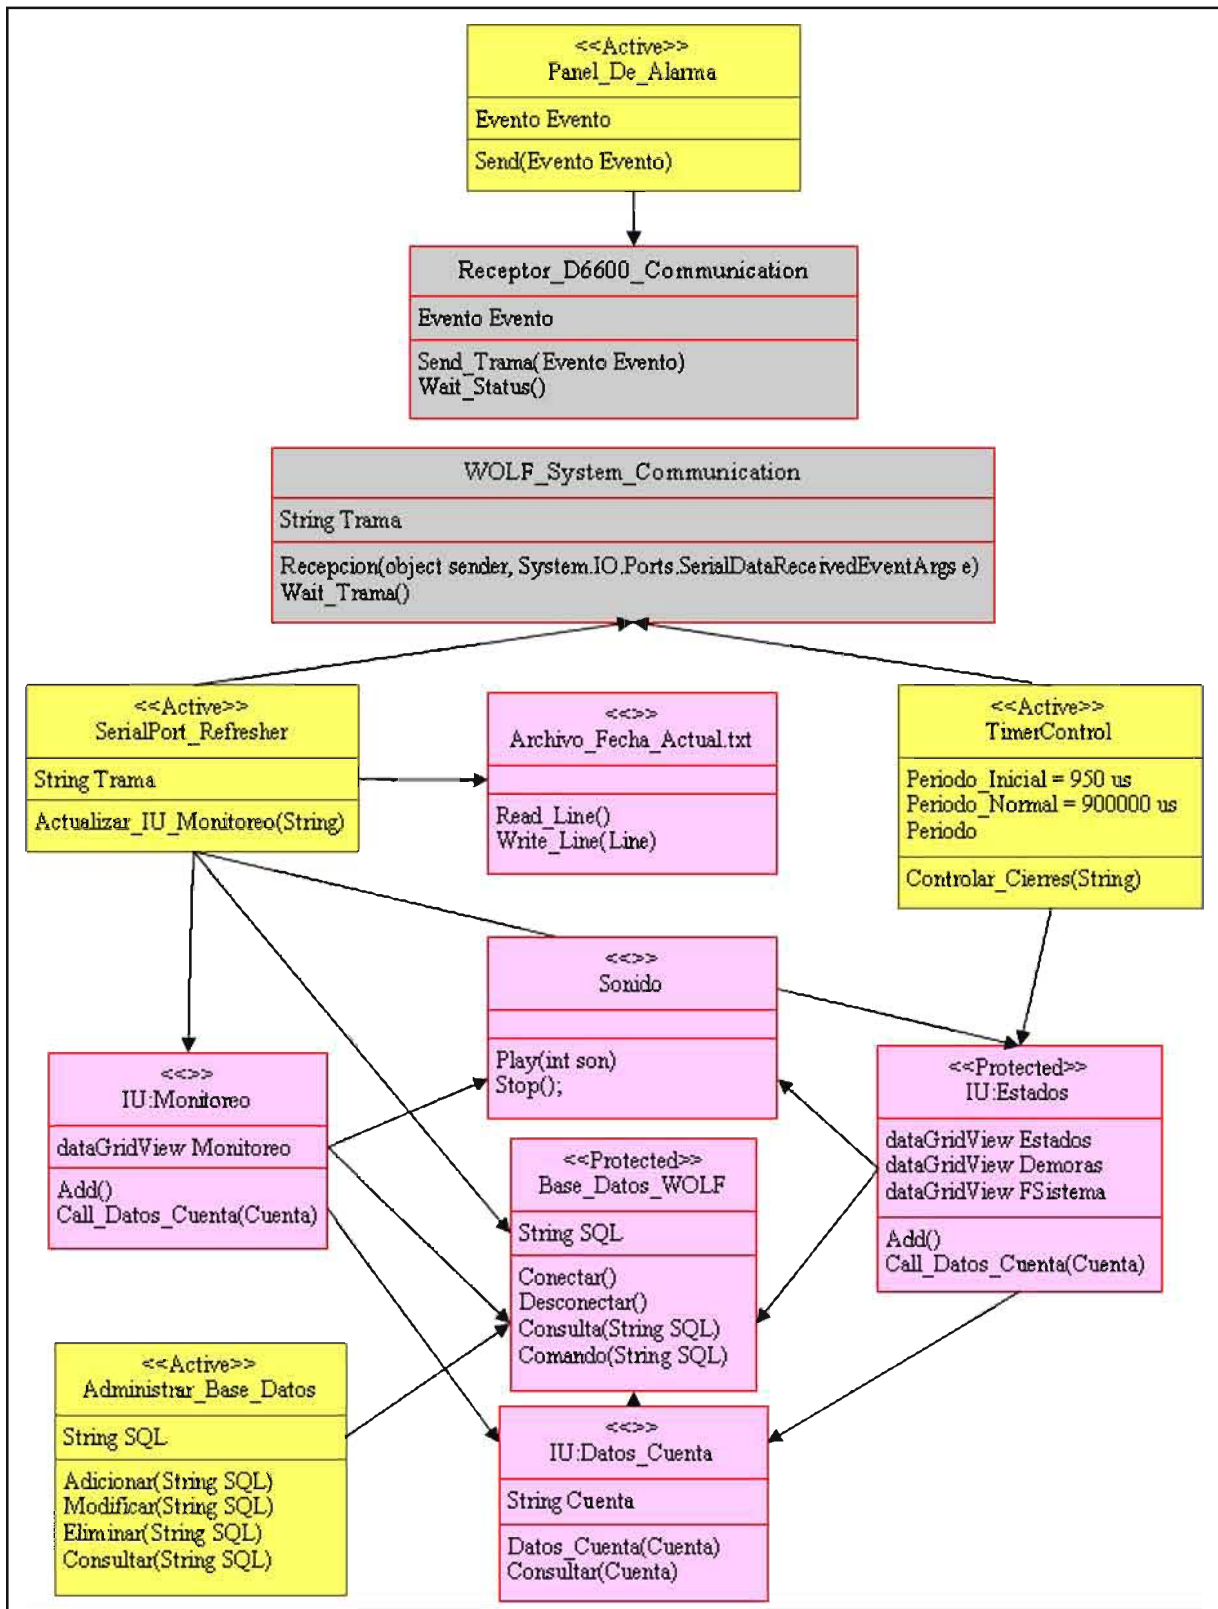 <<Active>>
Panel_De_Alarma
Evento Evento
Send(Evento Evento)
Receptor_D6600_Communication
Evento Evento
Send_Trama(Evento Evento)
Wait_Status()
WOLF_System_Communication
String Trama
Recepcion(object sender, System.IO.Ports.SerialDataReceivedEventArgs e)
Wait_Trama()
<<Active>>
SerialPort_Refresher
String Trama
Actualizar_IU_Monitoreo(String)
<<>>
Archivo_Fecha_Actual.txt
Read_Line()
Write_Line(Line)
<<Active>>
TimerControl
Periodo_Inicial = 950 us
Periodo_Normal = 900000 us
Periodo
Controlar_Cierres(String)
<<>>
Sonido
Play(int son)
Stop();
<<>>
IU:Monitoreo
dataGridView Monitoreo
Add()
Call_Datos_Cuenta(Cuenta)
<<Protected>>
IU:Estados
dataGridView Estados
dataGridView Demoras
dataGridView FSistema
Add()
Call_Datos_Cuenta(Cuenta)
<<Protected>>
Base_Datos_WOLF
String SQL
Conectar()
Desconectar()
Consulta(String SQL)
Comando(String SQL)
<<Active>>
Administrar_Base_Datos
String SQL
Adicionar(String SQL)
Modificar(String SQL)
Eliminar(String SQL)
Consultar(String SQL)
<<>>
IU:Datos_Cuenta
String Cuenta
Datos_Cuenta(Cuenta)
Consultar(Cuenta)